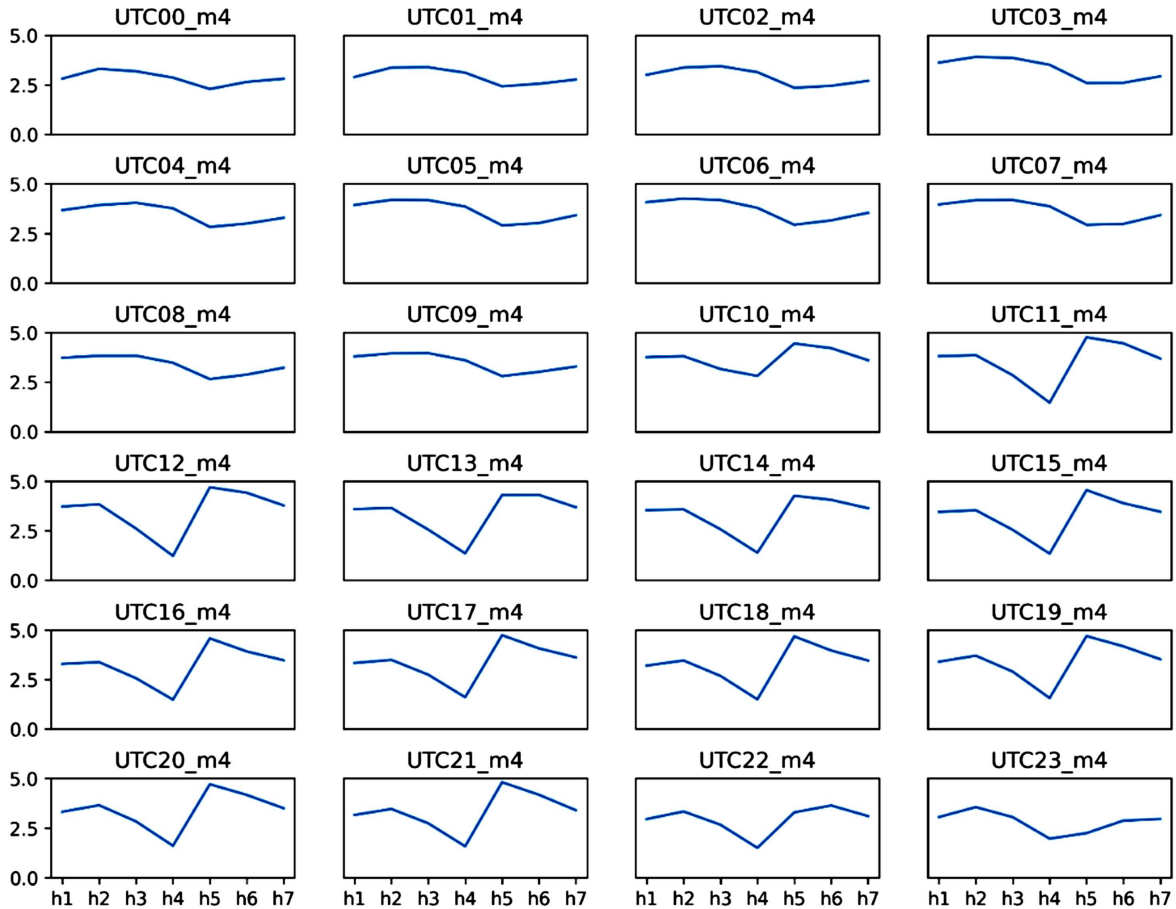 UTC00_m4 UTC01_m4 UTC02_m4 UTC03_m4
5.0
2.5
0.0
UTC04_m4 UTC05_m4 UTC06_m4 UTC07_m4
5.0
2.5
0.0
UTC08_m4 UTC09_m4 UTC10_m4 UTC11_m4
5.0
2.5
0.0
UTC12_m4 UTC13_m4 UTC14_m4 UTC15_m4
5.0
2.5
0.0
UTC16_m4 UTC17_m4 UTC18_m4 UTC19_m4
5.0
2.5
0.0
UTC20_m4 UTC21_m4 UTC22_m4 UTC23_m4
5.0
2.5
0.0
h1 h2 h3 h4 h5 h6 h7 h1 h2 h3 h4 h5 h6 h7 h1 h2 h3 h4 h5 h6 h7 h1 h2 h3 h4 h5 h6 h7